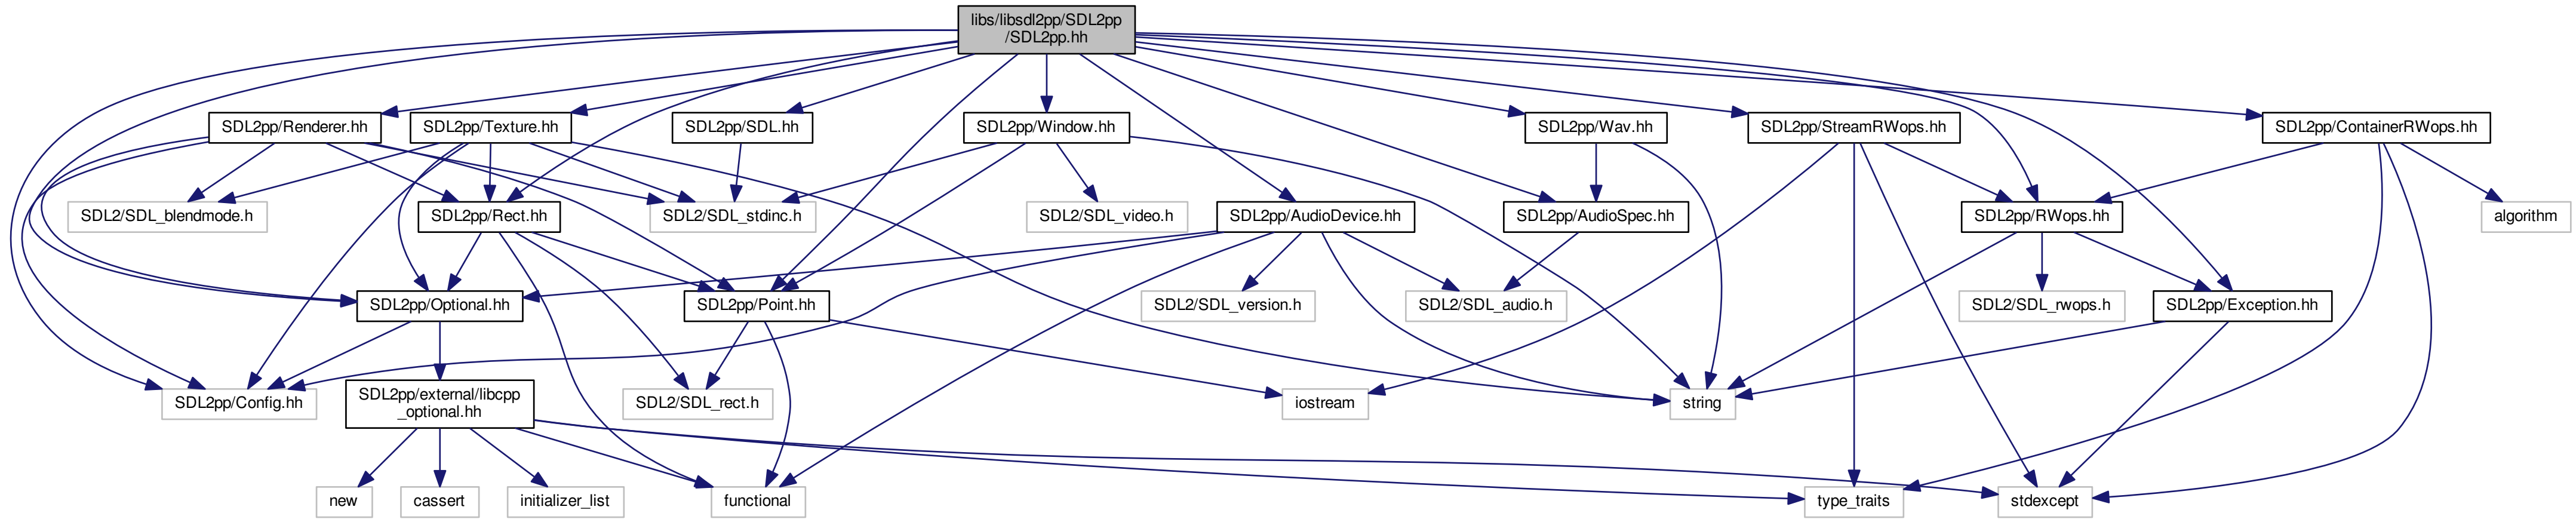 libs/libsdl2pp/SDL2pp
/SDL2pp.hh
SDL2pp/Renderer.hh
SDL2pp/Texture.hh
SDL2pp/SDL.hh
SDL2pp/Window.hh
SDL2pp/Wav.hh
SDL2pp/StreamRWops.hh
SDL2pp/ContainerRWops.hh
SDL2/SDL_blendmode.h
SDL2pp/Rect.hh
SDL2/SDL_stdinc.h
SDL2/SDL_video.h
SDL2pp/AudioDevice.hh
SDL2pp/AudioSpec.hh
SDL2pp/RWops.hh
algorithm
SDL2pp/Optional.hh
SDL2pp/Point.hh
SDL2/SDL_version.h
SDL2/SDL_audio.h
SDL2/SDL_rwops.h
SDL2pp/Exception.hh
SDL2pp/Config.hh
SDL2pp/external/libcpp
_optional.hh
SDL2/SDL_rect.h
iostream
string
new
cassert
initializer_list
functional
type_traits
stdexcept